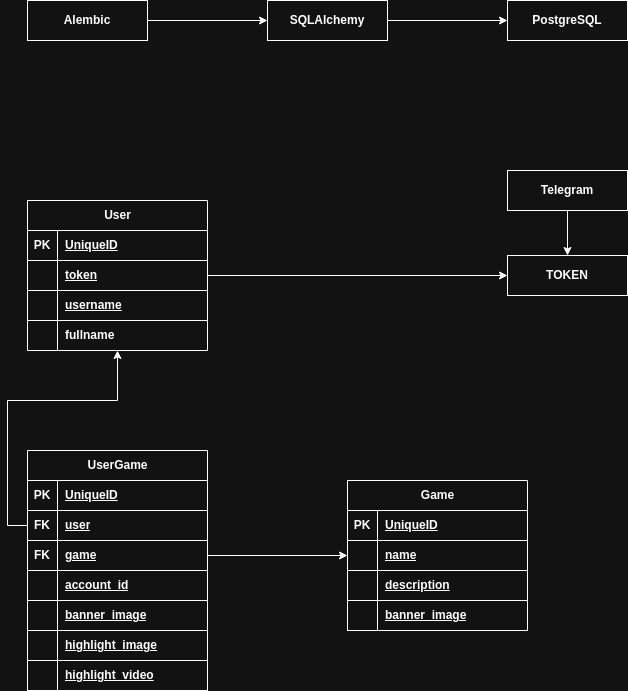 Alembic
SQLAlchemy
PostgreSQL
Telegram
TOKEN
User
PK UniqueID
token
username
fullname
UserGame
PK UniqueID
FK user
FK game
account_id
banner_image
highlight_image
highlight_video
Game
PK UniqueID
name
description
banner_image